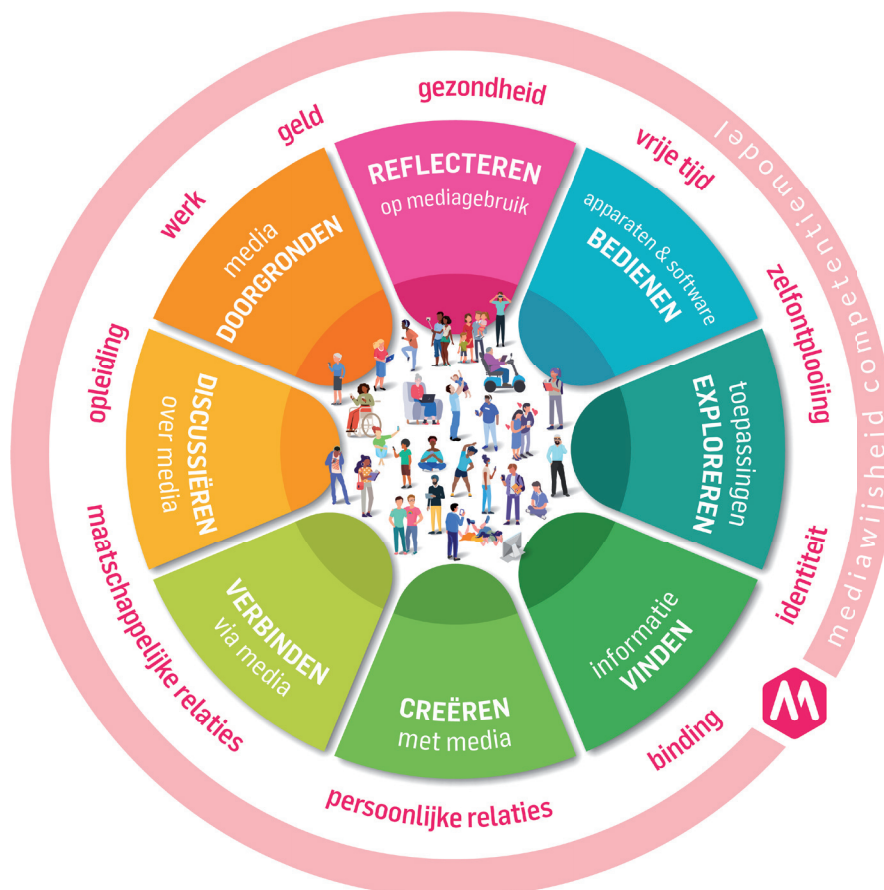 gezondheid
vrije tijd
zelfontplooiing
identiteit
binding
persoonlijke relaties
maatschappelijke relaties
opleiding
werk
geld
REFLECTEREN
op mediagebruik
apparaten & software
BEDIENEN
toepassingen
EXPLOREREN
informatie
VINDEN
CREËREN
met media
VERBINDEN
via media
DISCUSSIËREN
over media
media
DOORGRONDEN
mediawijsheid competentiemodel
M